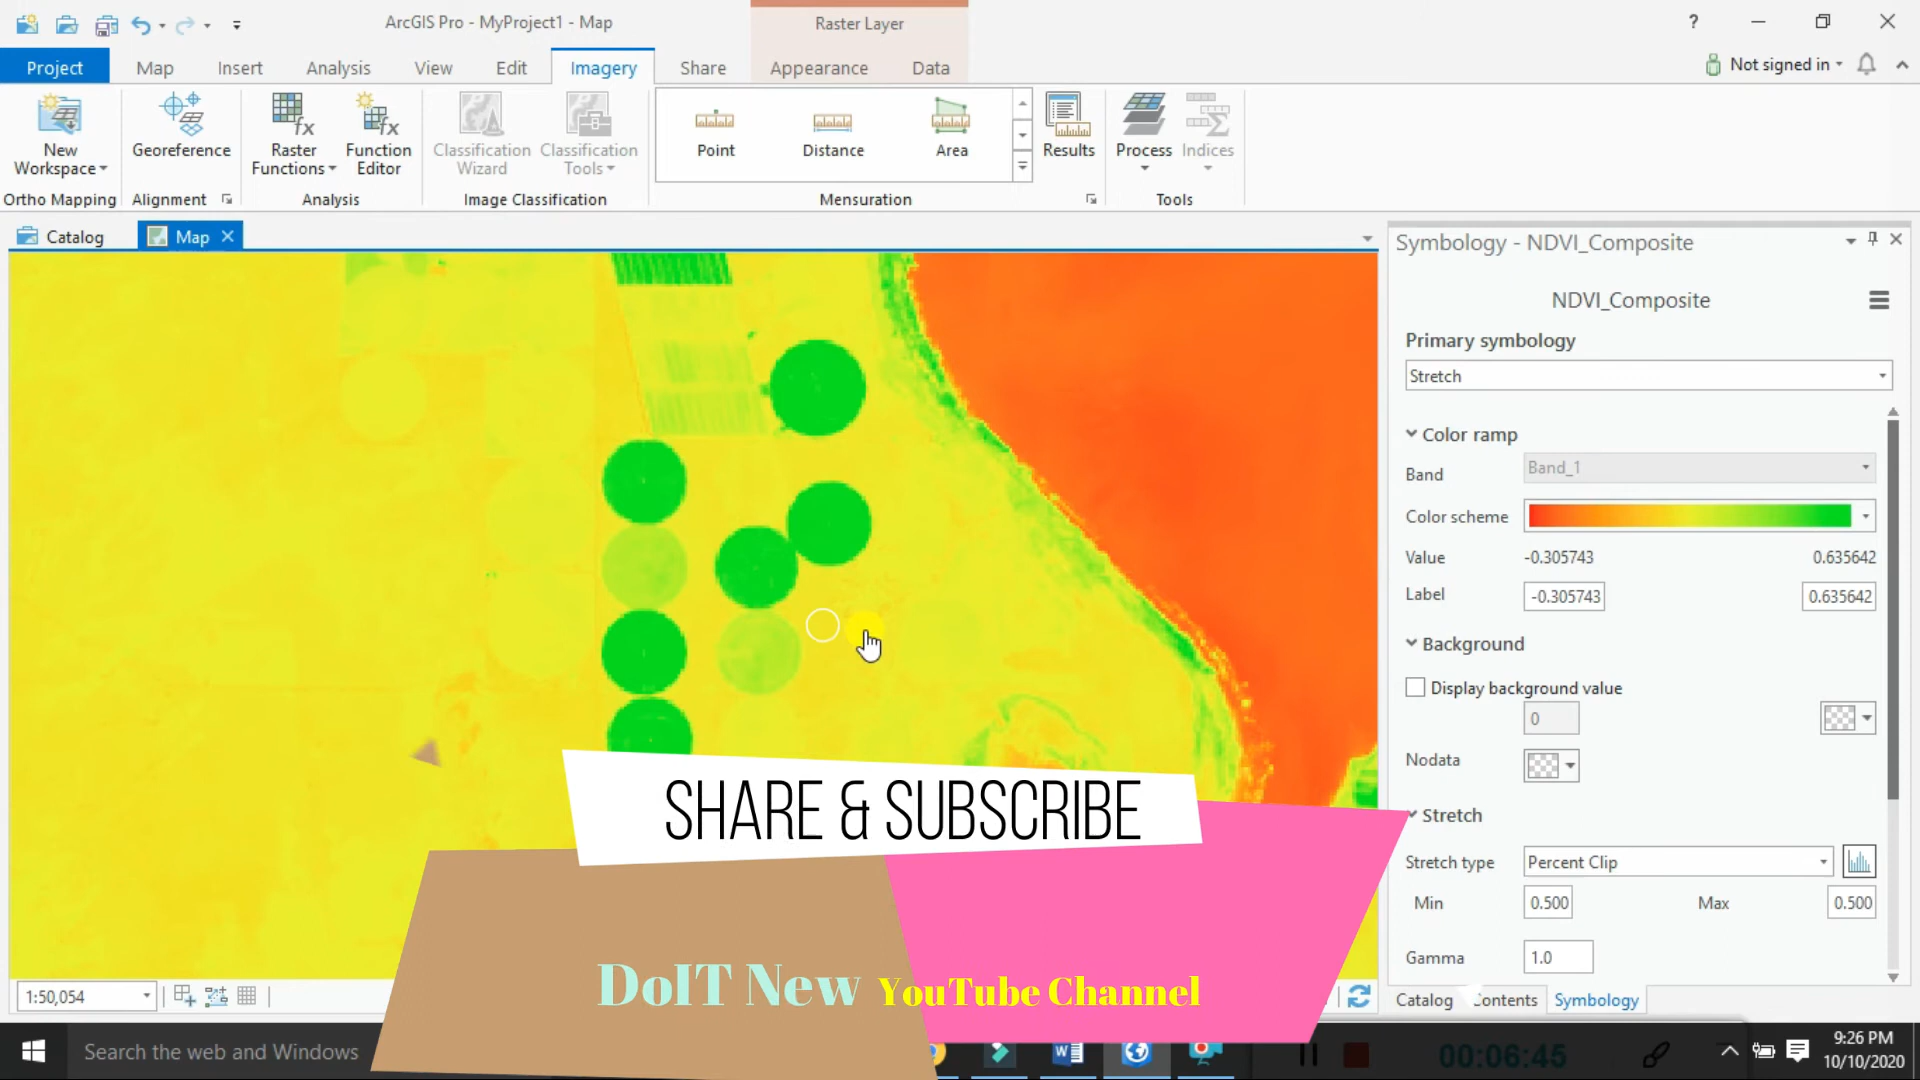 ArcGIS Pro - MyProject1 - Map
Raster Layer
?
Project
Map
Insert
Analysis
View
Edit
Imagery
Share
Appearance
Data
Not signed in
New
Workspace
Georeference
Raster
Functions
Function
Editor
Classification
Wizard
Classification
Tools
Point
Distance
Area
Results
Process
Indices
Ortho Mapping
Alignment
Analysis
Image Classification
Mensuration
Tools
Catalog
Map
Symbology - NDVI_Composite
NDVI_Composite
Primary symbology
Stretch
Color ramp
Band
Band_1
Color scheme
Value
-0.305743
0.635642
Label
-0.305743
0.635642
Background
Display background value
0
Nodata
Stretch
Stretch type
Percent Clip
Min
0.500
Max
0.500
Gamma
1.0
SHARE & SUBSCRIBE
DoIT New YouTube Channel
1:50,054
Catalog
Contents
Symbology
Search the web and Windows
00:06:45
9:26 PM
10/10/2020